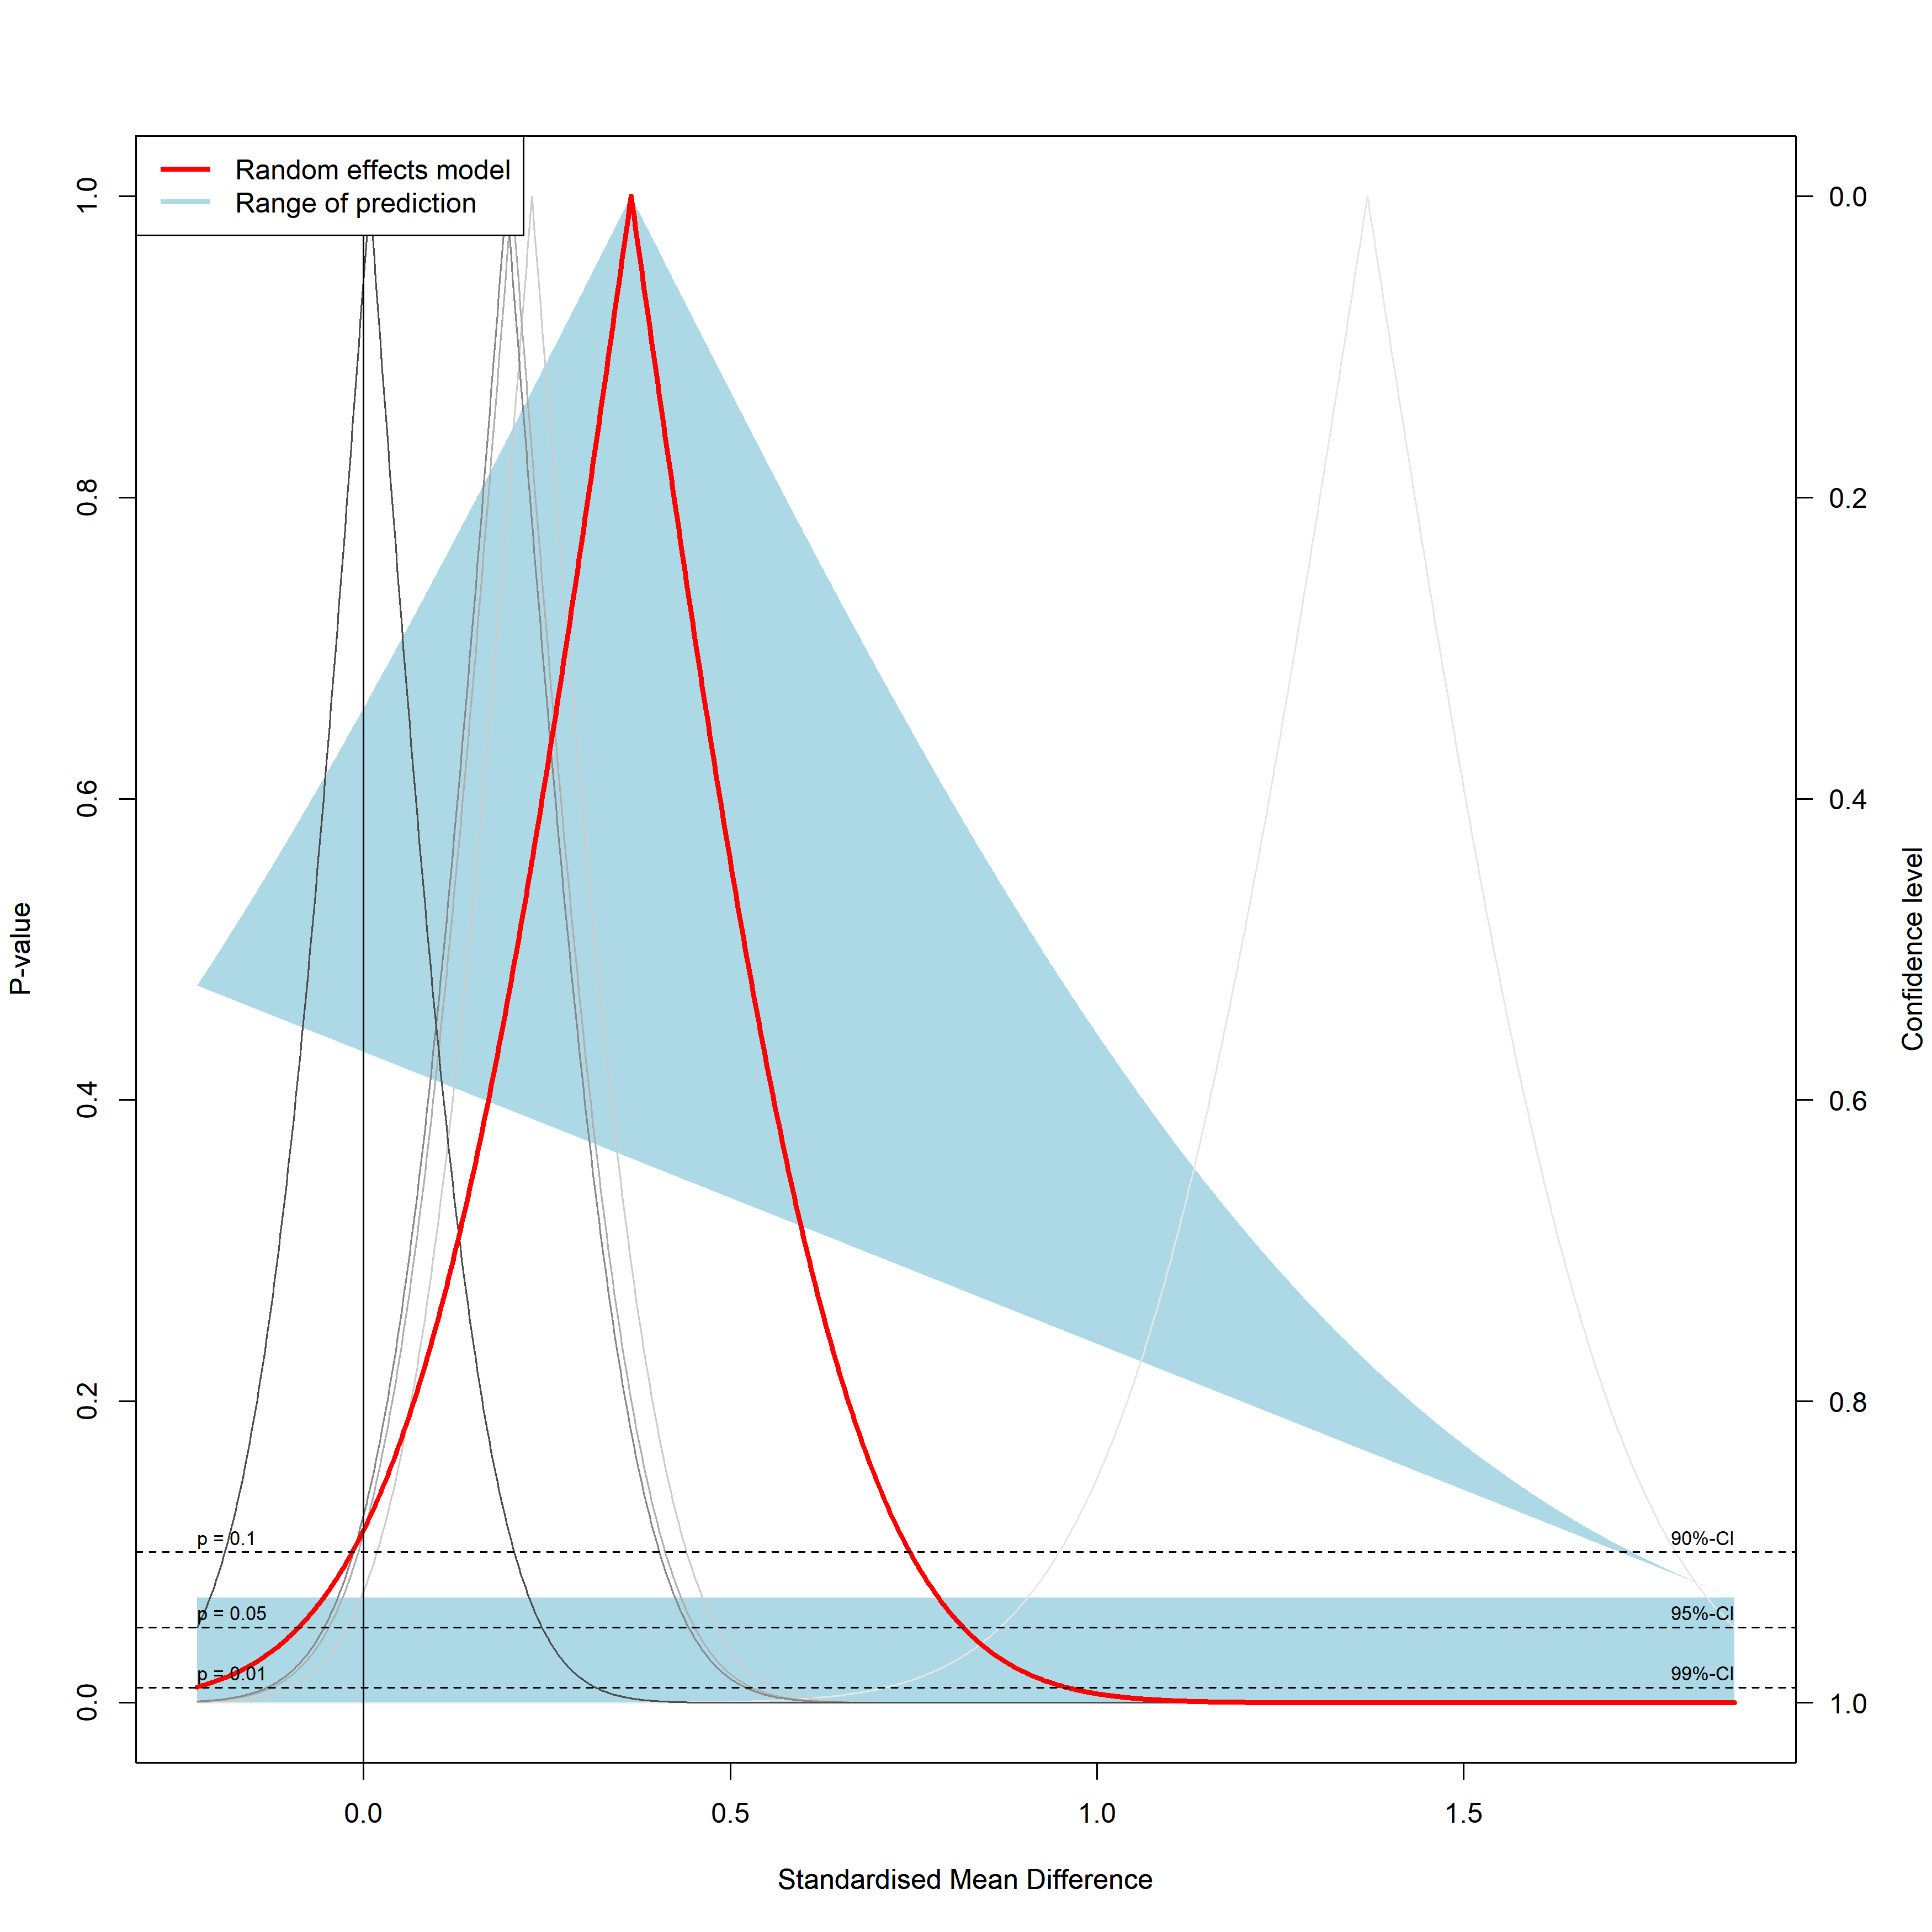 Random effects model
Range of prediction
1.0
0.8
0.6
0.4
0.2
0.0
P-value
0.0
0.2
0.4
0.6
0.8
1.0
Confidence level
p = 0.1
90%-CI
p = 0.05
95%-CI
p = 0.01
99%-CI
0.0
0.5
1.0
1.5
Standardised Mean Difference